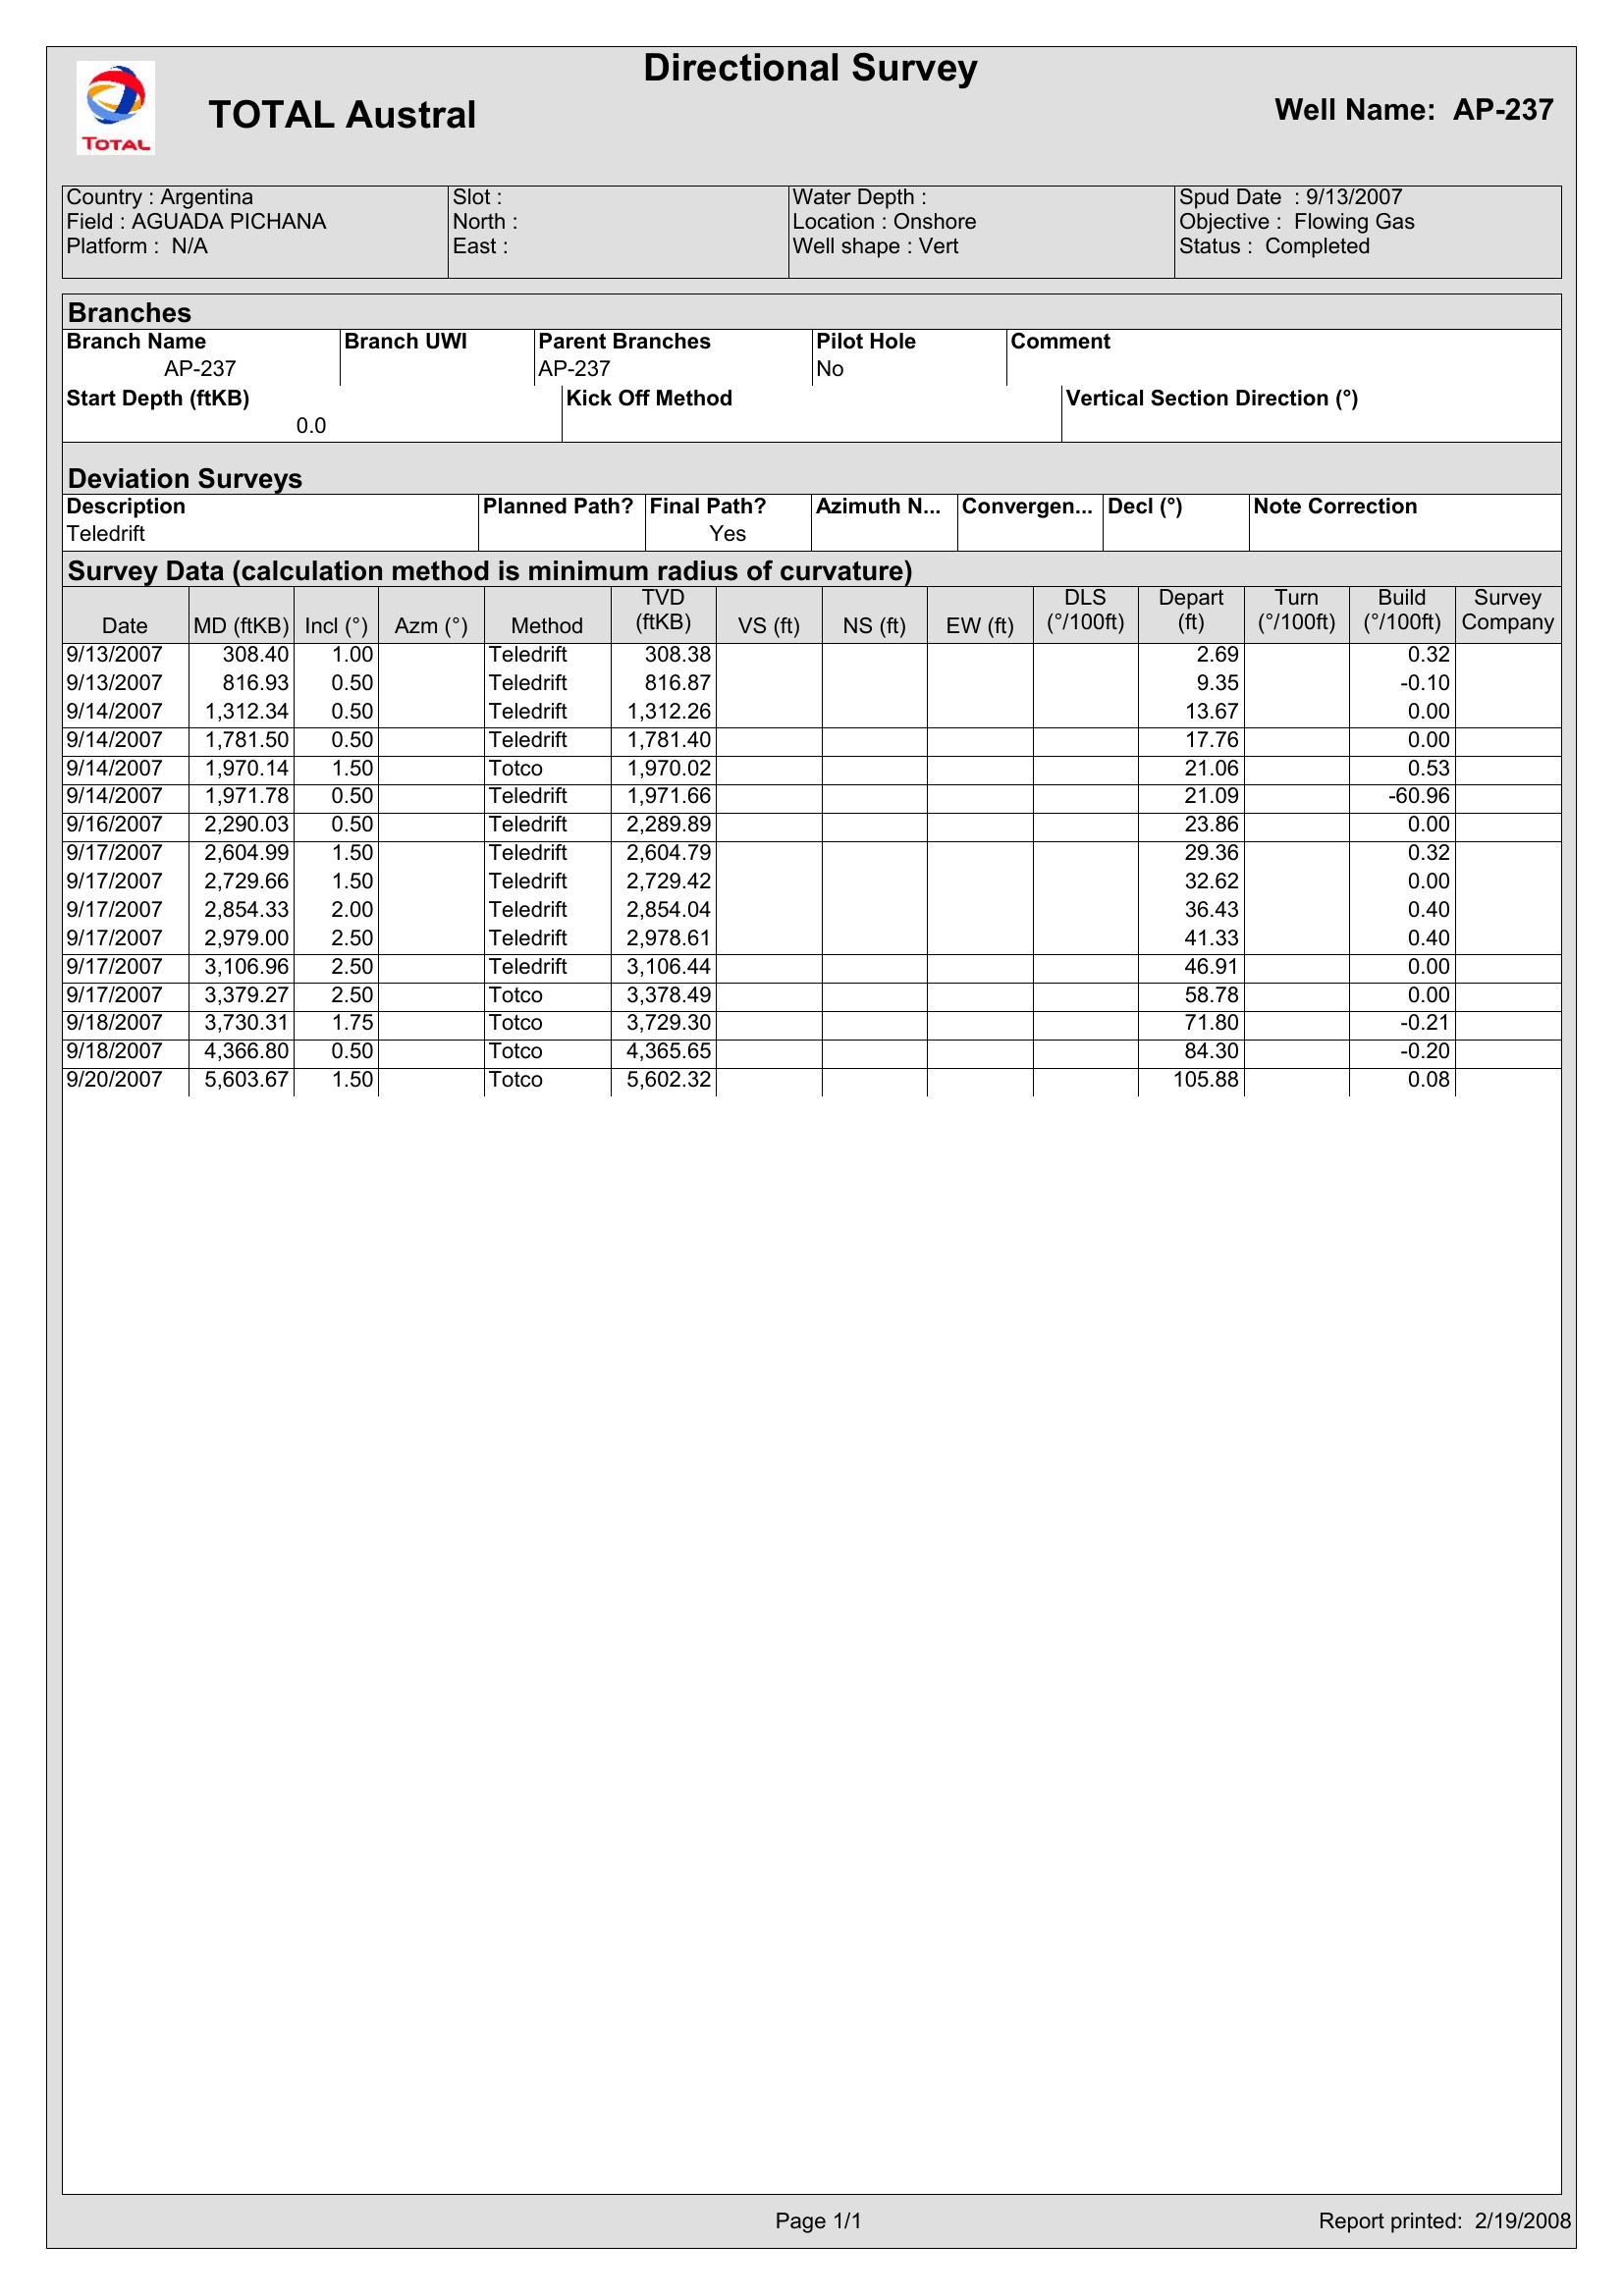 Directional Survey
TOTAL Austral
Well Name: AP-237
TOTAL
Country : Argentina Slot : Water Depth : Spud Date : 9/13/2007
Field : AGUADA PICHANA North : Location : Onshore Objective : Flowing Gas
Platform : N/A East : Well shape : Vert Status : Completed
Branches
Branch Name Branch UWI Parent Branches Pilot Hole Comment
AP-237 AP-237 No
Start Depth (ftKB) Kick Off Method Vertical Section Direction (°)
0.0
Deviation Surveys
Description Planned Path? Final Path? Azimuth N... Convergen... Decl (°) Note Correction
Teledrift Yes
Survey Data (calculation method is minimum radius of curvature)
Date MD (ftKB) Incl (°) Azm (°) Method TVD (ftKB) VS (ft) NS (ft) EW (ft) DLS (°/100ft) Depart (ft) Turn (°/100ft) Build (°/100ft) Survey Company
9/13/2007 308.40 1.00 Teledrift 308.38 2.69 0.32
9/13/2007 816.93 0.50 Teledrift 816.87 9.35 -0.10
9/14/2007 1,312.34 0.50 Teledrift 1,312.26 13.67 0.00
9/14/2007 1,781.50 0.50 Teledrift 1,781.40 17.76 0.00
9/14/2007 1,970.14 1.50 Totco 1,970.02 21.06 0.53
9/14/2007 1,971.78 0.50 Teledrift 1,971.66 21.09 -60.96
9/16/2007 2,290.03 0.50 Teledrift 2,289.89 23.86 0.00
9/17/2007 2,604.99 1.50 Teledrift 2,604.79 29.36 0.32
9/17/2007 2,729.66 1.50 Teledrift 2,729.42 32.62 0.00
9/17/2007 2,854.33 2.00 Teledrift 2,854.04 36.43 0.40
9/17/2007 2,979.00 2.50 Teledrift 2,978.61 41.33 0.40
9/17/2007 3,106.96 2.50 Teledrift 3,106.44 46.91 0.00
9/17/2007 3,379.27 2.50 Totco 3,378.49 58.78 0.00
9/18/2007 3,730.31 1.75 Totco 3,729.30 71.80 -0.21
9/18/2007 4,366.80 0.50 Totco 4,365.65 84.30 -0.20
9/20/2007 5,603.67 1.50 Totco 5,602.32 105.88 0.08
Page 1/1 Report printed: 2/19/2008